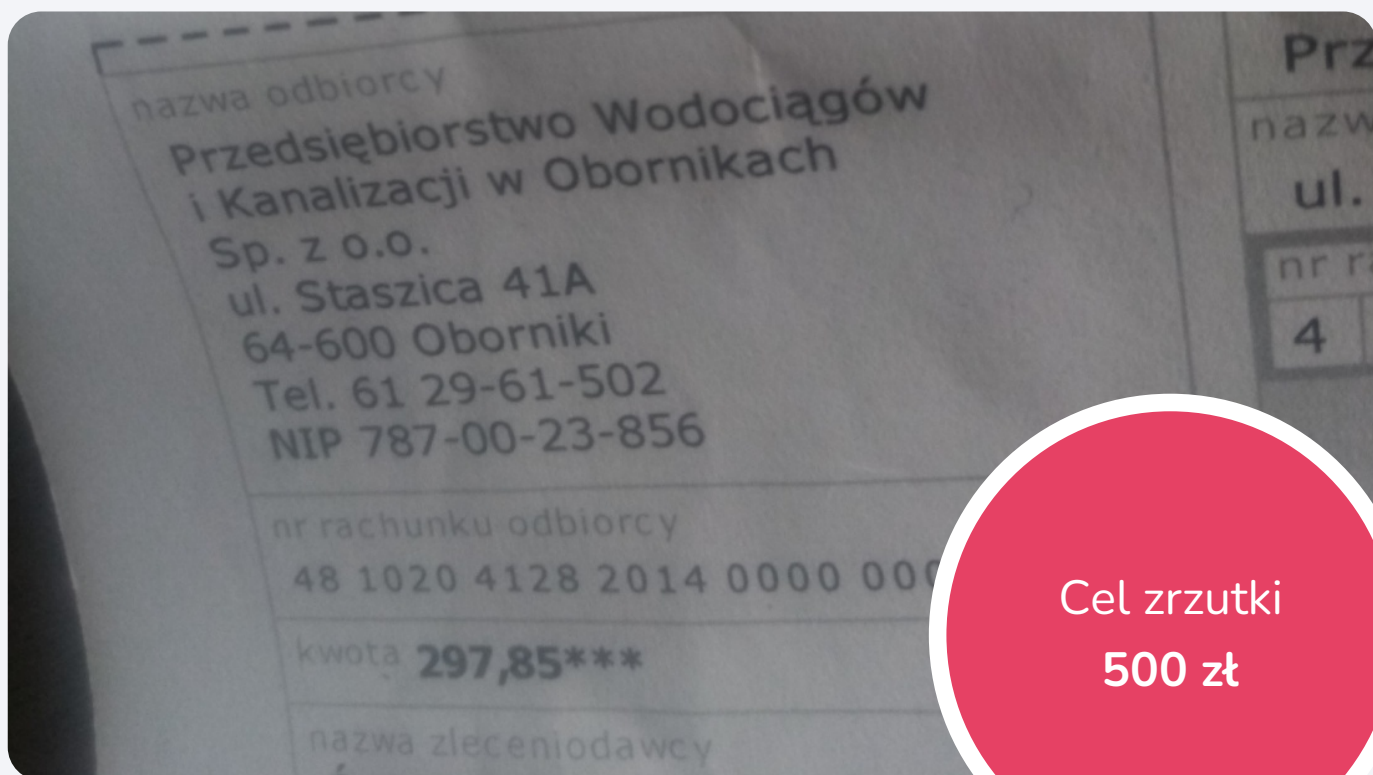 nazwa odbiorcy
Przedsiębiorstwo Wodociągów
i Kanalizacji w Obornikach
Sp. z o.o.
ul. Staszica 41A
64-600 Oborniki
Tel. 61 29-61-502
NIP 787-00-23-856
nr rachunku odbiorcy
48 1020 4128 2014 0000 000
kwota 297,85***
nazwa zleceniodawcy
Prz
nazw
ul.
nr ra
4
Cel zrzutki
500 zł